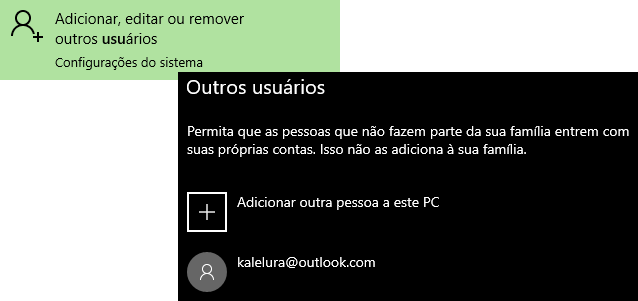 Adicionar, editar ou remover
outros usuários
Configurações do sistema
Outros usuários
Permita que as pessoas que não fazem parte da sua família entrem com
suas próprias contas. Isso não as adiciona à sua família.
Adicionar outra pessoa a este PC
kalelura@outlook.com